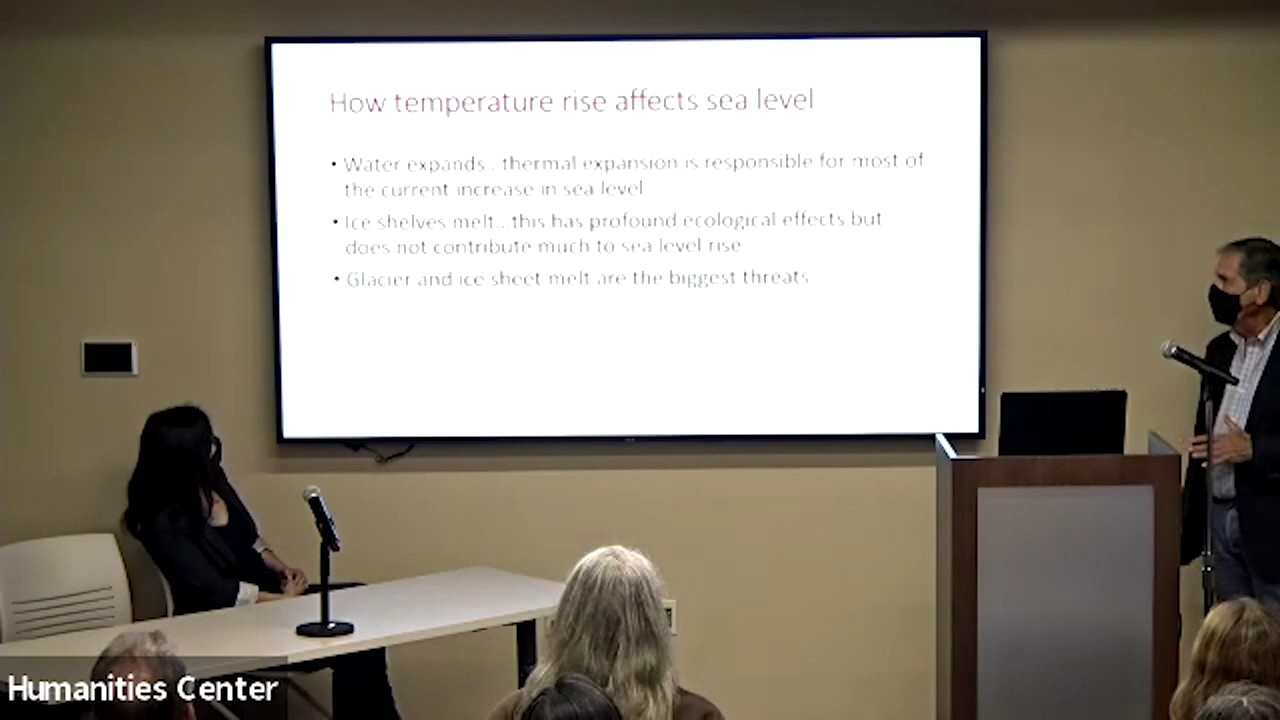 How temperature rise affects sea level
• Water expands.. thermal expansion is responsible for most of
the current increase in sea level
• Ice shelves melt...this has profound ecological effects but
does not contribute much to sea level rise
• Glacier and ice sheet melt are the biggest threats
Humanities Center